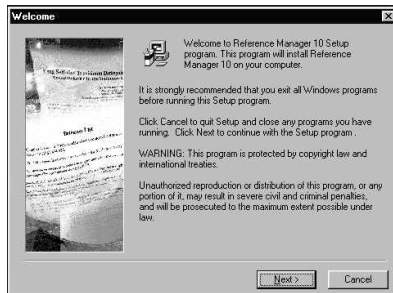 Welcome
Welcome to Reference Manager 10 Setup
program. This program will install Reference
Manager 10 on your computer.
It is strongly recommended that you exit all Windows programs
before running this Setup program.
Click Cancel to quit Setup and close any programs you have
running. Click Next to continue with the Setup program.
WARNING: This program is protected by copyright law and
international treaties.
Unauthorized reproduction or distribution of this program, or any
portion of it, may result in severe civil and criminal penalties,
and will be prosecuted to the maximum extent possible under
law.
Next >
Cancel